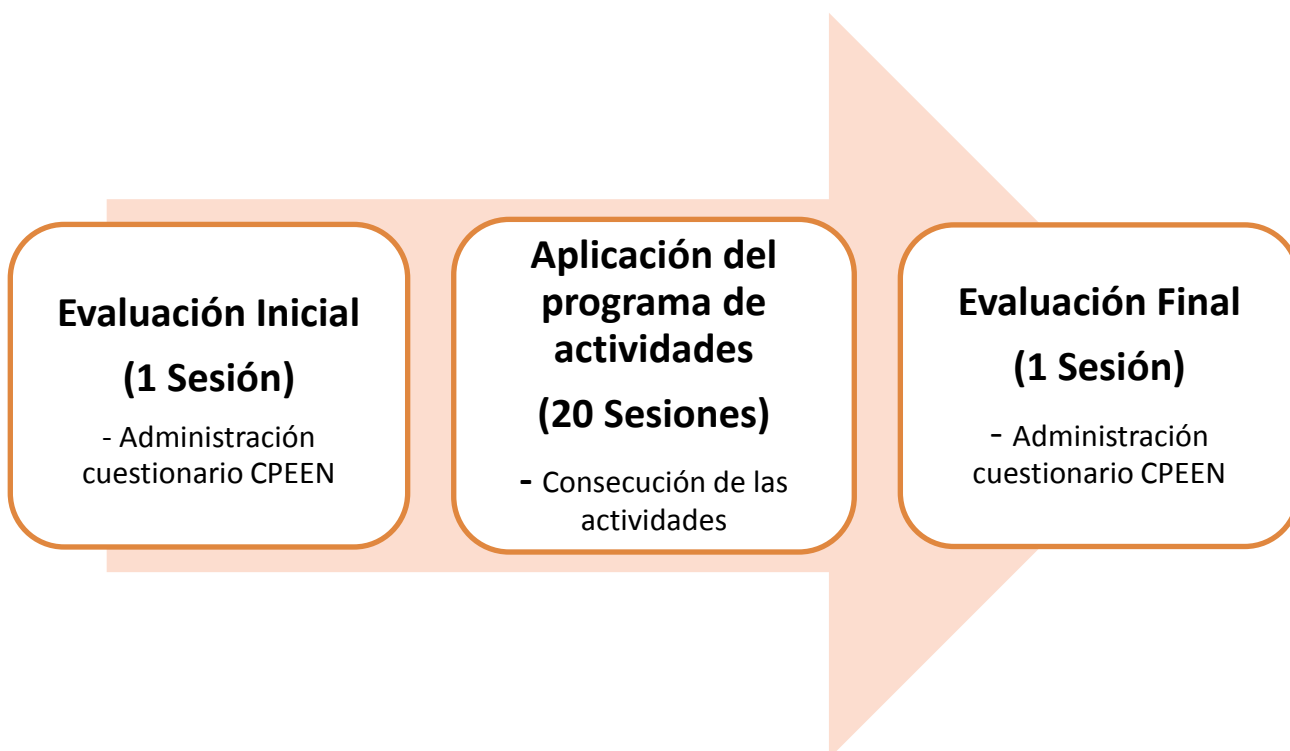 Evaluación Inicial
(1 Sesión)
- Administración
cuestionario CPEEN
Aplicación del
programa de
actividades
(20 Sesiones)
- Consecución de las
actividades
Evaluación Final
(1 Sesión)
- Administración
cuestionario CPEEN